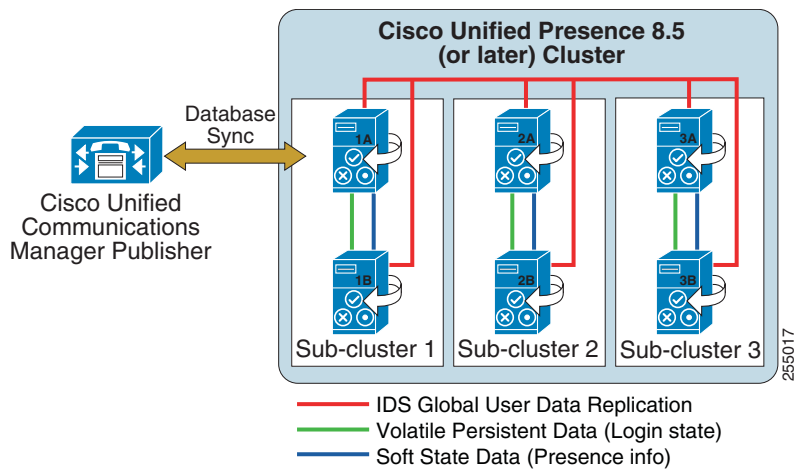 Cisco Unified Presence 8.5
(or later) Cluster
Database
Sync
Cisco Unified
Communications
Manager Publisher
1A
2A
3A
1B
2B
3B
Sub-cluster 1
Sub-cluster 2
Sub-cluster 3
255017
IDS Global User Data Replication
Volatile Persistent Data (Login state)
Soft State Data (Presence info)